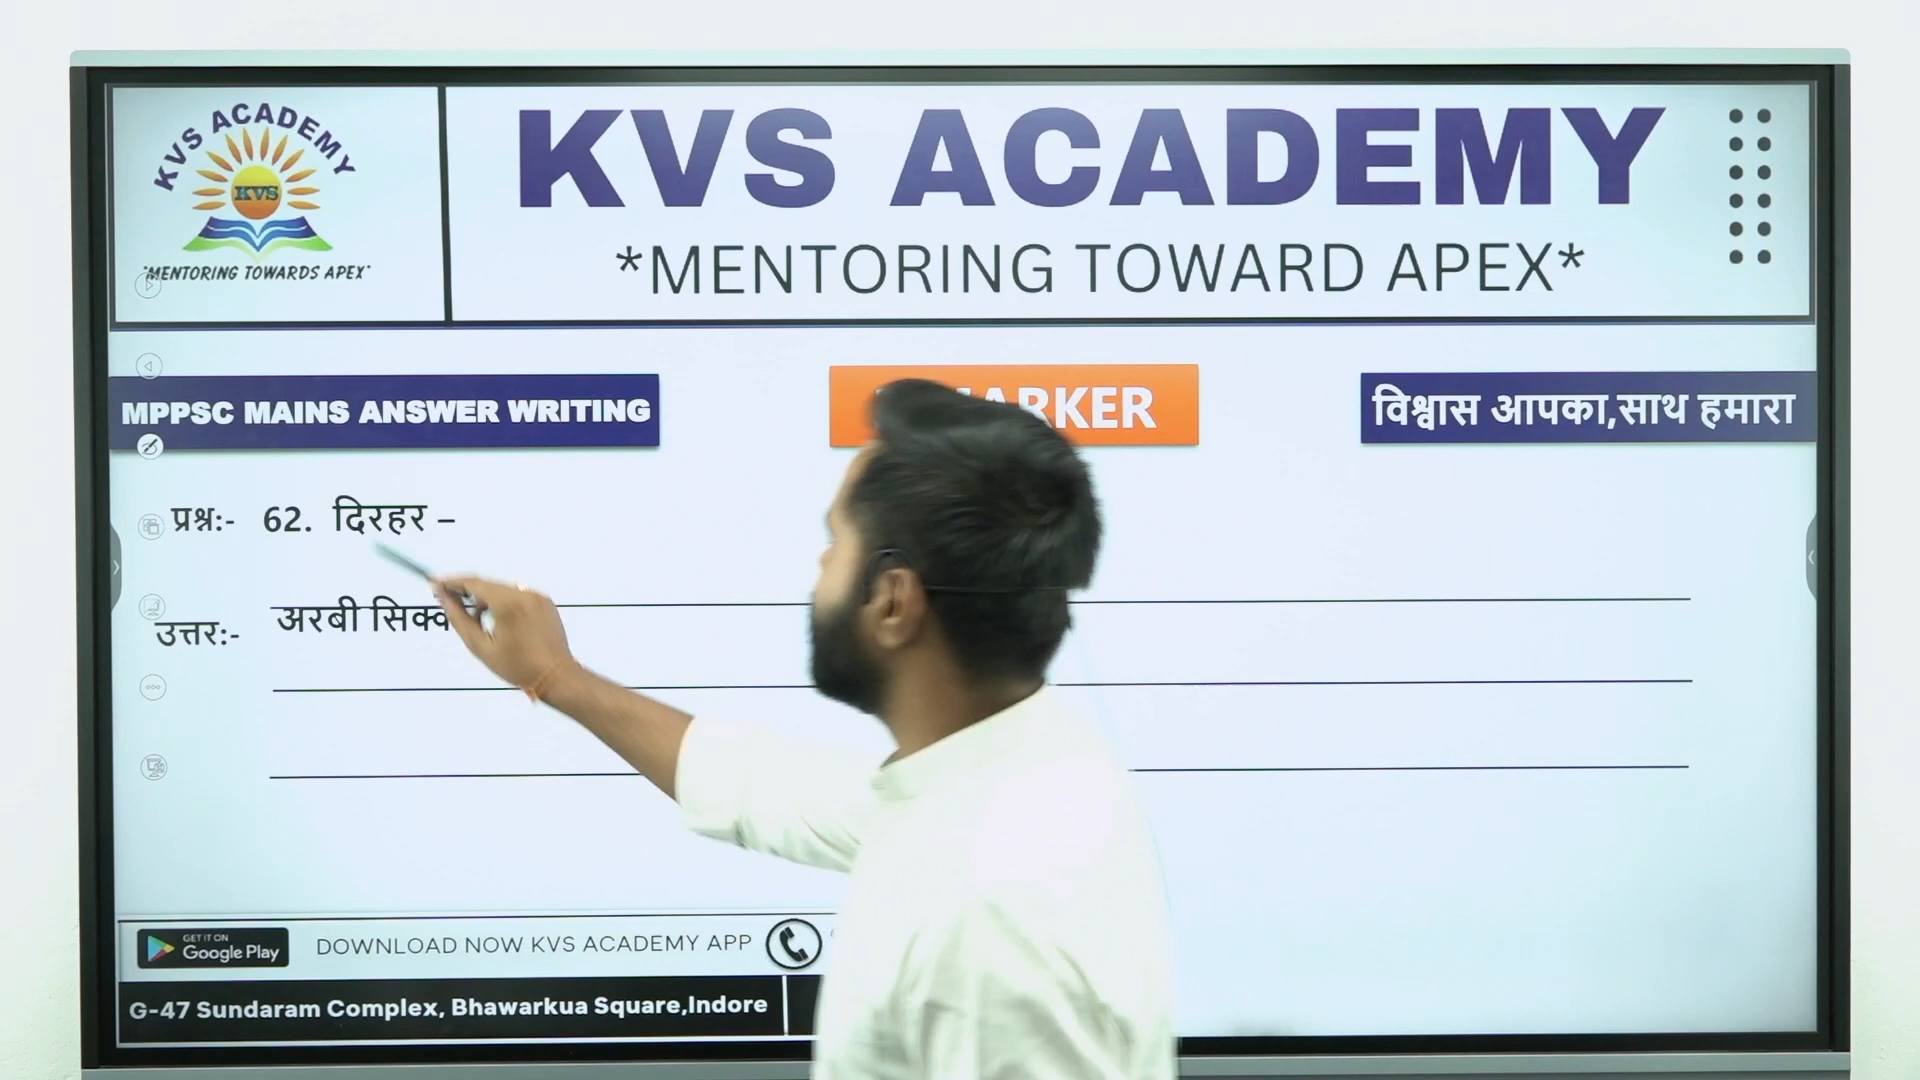 KVS ACADEMY
KVS
"MENTORING TOWARDS APEX"
KVS ACADEMY
*MENTORING TOWARD APEX*
MPPSC MAINS ANSWER WRITING
विश्वास आपका,साथ हमारा
प्रश्न:- 62. दिरहर –
उत्तर:- अरबी
GET IT ON
Google Play
DOWNLOAD NOW KVS ACADEMY APP
G-47 Sundaram Complex, Bhawarkua Square,Indore